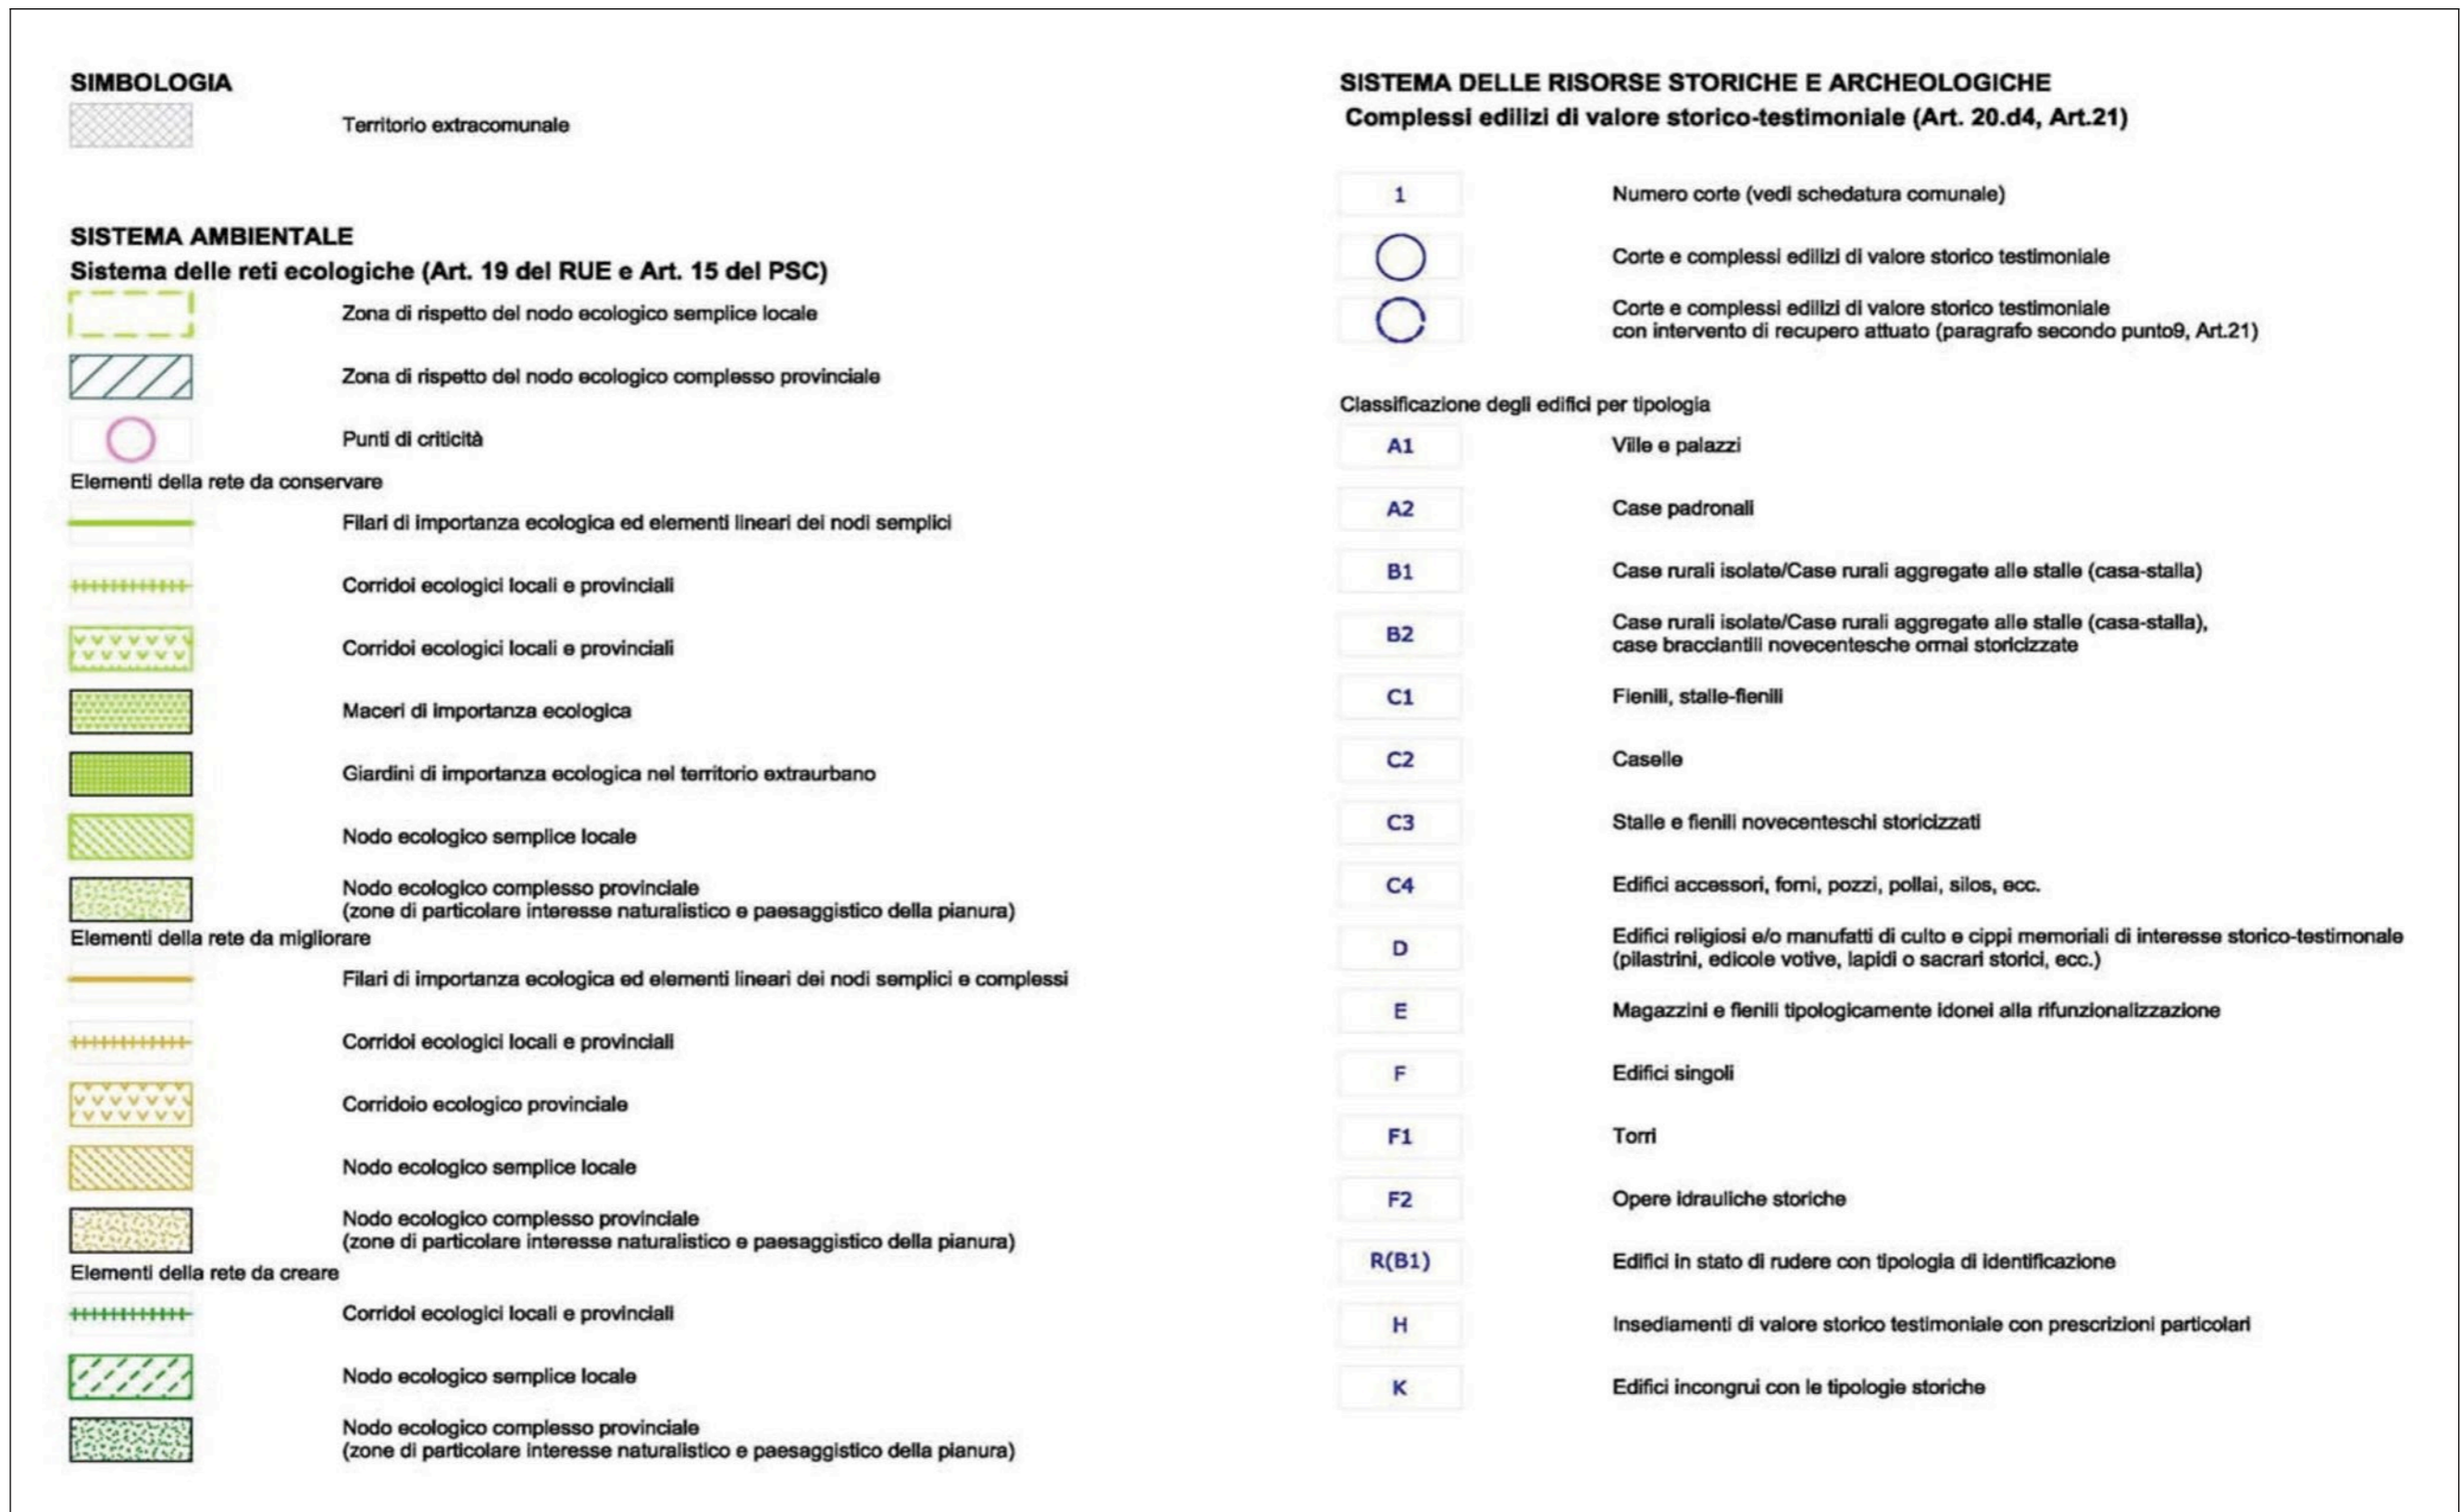 SIMBOLOGIA
Territorio extracomunale
SISTEMA AMBIENTALE
Sistema delle reti ecologiche (Art. 19 del RUE e Art. 15 del PSC)
Zona di rispetto del nodo ecologico semplice locale
Zona di rispetto del nodo ecologico complesso provinciale
Punti di criticità
Elementi della rete da conservare
Filari di importanza ecologica ed elementi lineari dei nodi semplici
Corridoi ecologici locali e provinciali
Corridoi ecologici locali e provinciali
Maceri di importanza ecologica
Giardini di importanza ecologica nel territorio extraurbano
Nodo ecologico semplice locale
Nodo ecologico complesso provinciale
(zone di particolare interesse naturalistico e paesaggistico della pianura)
Elementi della rete da migliorare
Filari di importanza ecologica ed elementi lineari dei nodi semplici e complessi
Corridoi ecologici locali e provinciali
Corridoio ecologico provinciale
Nodo ecologico semplice locale
Nodo ecologico complesso provinciale
(zone di particolare interesse naturalistico e paesaggistico della pianura)
Elementi della rete da creare
Corridoi ecologici locali e provinciali
Nodo ecologico semplice locale
Nodo ecologico complesso provinciale
(zone di particolare interesse naturalistico e paesaggistico della pianura)
SISTEMA DELLE RISORSE STORICHE E ARCHEOLOGICHE
Complessi edilizi di valore storico-testimoniale (Art. 20.d4, Art.21)
1 Numero corte (vedi schedatura comunale)
Corte e complessi edilizi di valore storico testimoniale
Corte e complessi edilizi di valore storico testimoniale
con intervento di recupero attuato (paragrafo secondo punto9, Art.21)
Classificazione degli edifici per tipologia
A1 Ville e palazzi
A2 Case padronali
B1 Case rurali isolate/Case rurali aggregate alle stalle (casa-stalla)
B2 Case rurali isolate/Case rurali aggregate alle stalle (casa-stalla),
case bracciantili novecentesche ormai storicizzate
C1 Fienili, stalle-fienili
C2 Caselle
C3 Stalle e fienili novecenteschi storicizzati
C4 Edifici accessori, forni, pozzi, pollai, silos, ecc.
D Edifici religiosi e/o manufatti di culto e cippi memoriali di interesse storico-testimonale
(pilastrini, edicole votive, lapidi o sacrari storici, ecc.)
E Magazzini e fienili tipologicamente idonei alla rifunzionalizzazione
F Edifici singoli
F1 Torri
F2 Opere idrauliche storiche
R(B1) Edifici in stato di rudere con tipologia di identificazione
H Insediamenti di valore storico testimoniale con prescrizioni particolari
K Edifici incongrui con le tipologie storiche